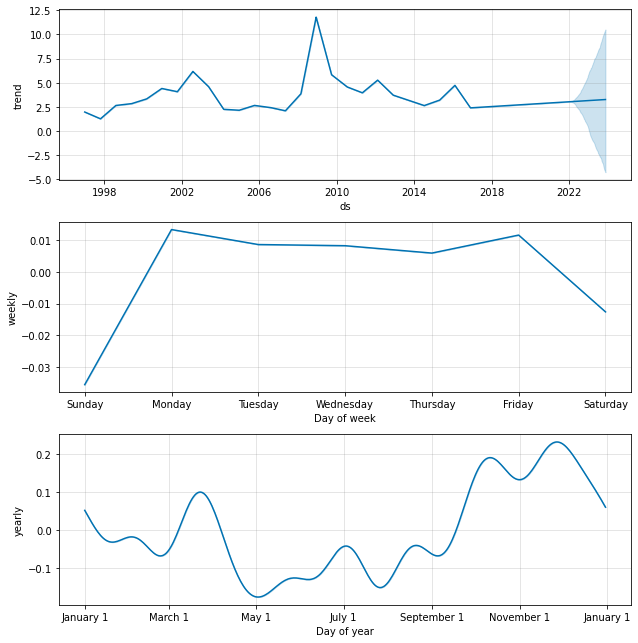 12.5
10.0
7.5
5.0
2.5
0.0
−2.5
−5.0
trend
1998 2002 2006 2010 2014 2018 2022
ds
0.01
0.00
−0.01
−0.02
−0.03
weekly
Sunday Monday Tuesday Wednesday Thursday Friday Saturday
Day of week
0.2
0.1
0.0
−0.1
yearly
January 1 March 1 May 1 July 1 September 1 November 1 January 1
Day of year